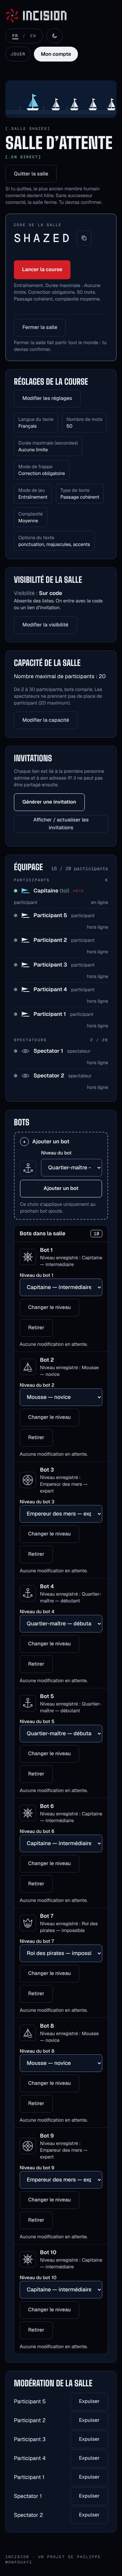 INCISION
FR / EN
JOUER
Mon compte
[ SALLE SHAZED ]
SALLE D'ATTENTE
[ EN DIRECT ]
Quitter la salle
Si tu quittes, le plus ancien membre humain
connecté devient hôte. Sans successeur
connecté, la salle ferme. Tu devras confirmer.
CODE DE LA SALLE
SHAZED
Lancer la course
Entraînement. Durée maximale : Aucune
limite. Correction obligatoire. 50 mots.
Passage cohérent, complexité moyenne.
Fermer la salle
Fermer la salle fait partir tout le monde : tu
devras confirmer.
RÉGLAGES DE LA COURSE
Modifier les réglages
Langue du texte
Français
Nombre de mots
50
Durée maximale (secondes)
Aucune limite
Mode de frappe
Correction obligatoire
Mode de jeu
Entraînement
Type de texte
Passage cohérent
Complexité
Moyenne
Options du texte
ponctuation, majuscules, accents
VISIBILITÉ DE LA SALLE
Visibilité : Sur code
Absente des listes. On entre avec le code
ou un lien d'invitation.
Modifier la visibilité
CAPACITÉ DE LA SALLE
Nombre maximal de participants : 20
De 2 à 30 participants, bots compris. Les
spectateurs ne prennent pas de place de
participant (20 maximum).
Modifier la capacité
INVITATIONS
Chaque lien est lié à la première personne
admise et à son adresse IP. Il ne peut pas
être partagé ensuite.
Générer une invitation
Afficher / actualiser les
invitations
ÉQUIPAGE
16 / 20 participants
PARTICIPANTS
6
Capitaine (toi) HÔTE
participant
en ligne
Participant 5 participant
hors ligne
Participant 2 participant
hors ligne
Participant 3 participant
hors ligne
Participant 4 participant
hors ligne
Participant 1 participant
hors ligne
SPECTATEURS
2 / 20
Spectator 1 spectateur
hors ligne
Spectator 2 spectateur
hors ligne
BOTS
Ajouter un bot
Niveau du bot
Quartier-maître -
Ajouter un bot
Ce choix s'applique uniquement au
prochain bot ajouté.
Bots dans la salle
10
Bot 1
Niveau enregistré : Capitaine
— intermédiaire
Niveau du bot 1
Capitaine — intermédiaire
Changer le niveau
Retirer
Aucune modification en attente.
Bot 2
Niveau enregistré : Mousse
— novice
Niveau du bot 2
Mousse — novice
Changer le niveau
Retirer
Aucune modification en attente.
Bot 3
Niveau enregistré :
Empereur des mers —
expert
Niveau du bot 3
Empereur des mers — exp
Changer le niveau
Retirer
Aucune modification en attente.
Bot 4
Niveau enregistré : Quartier-
maître — débutant
Niveau du bot 4
Quartier-maître — débuta
Changer le niveau
Retirer
Aucune modification en attente.
Bot 5
Niveau enregistré : Quartier-
maître — débutant
Niveau du bot 5
Quartier-maître — débuta
Changer le niveau
Retirer
Aucune modification en attente.
Bot 6
Niveau enregistré : Capitaine
— intermédiaire
Niveau du bot 6
Capitaine — intermédiaire
Changer le niveau
Retirer
Aucune modification en attente.
Bot 7
Niveau enregistré : Roi des
pirates — impossible
Niveau du bot 7
Roi des pirates — impossi
Changer le niveau
Retirer
Aucune modification en attente.
Bot 8
Niveau enregistré : Mousse
— novice
Niveau du bot 8
Mousse — novice
Changer le niveau
Retirer
Aucune modification en attente.
Bot 9
Niveau enregistré :
Empereur des mers —
expert
Niveau du bot 9
Empereur des mers — exp
Changer le niveau
Retirer
Aucune modification en attente.
Bot 10
Niveau enregistré : Capitaine
— intermédiaire
Niveau du bot 10
Capitaine — intermédiaire
Changer le niveau
Retirer
Aucune modification en attente.
MODÉRATION DE LA SALLE
Participant 5 Expulser
Participant 2 Expulser
Participant 3 Expulser
Participant 4 Expulser
Participant 1 Expulser
Spectator 1 Expulser
Spectator 2 Expulser
INCISION · UN PROJET DE PHILIPPE